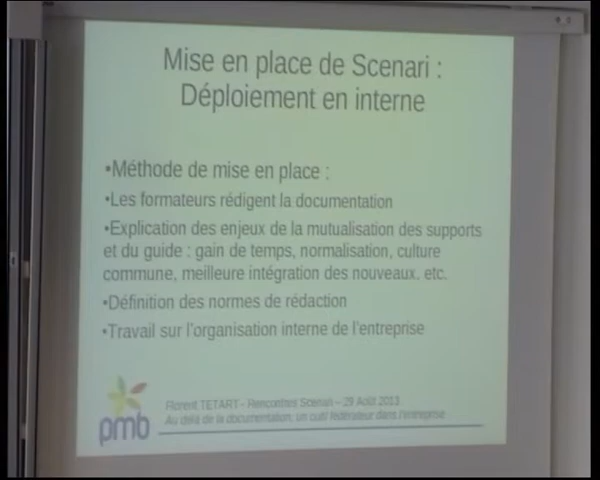 Mise en place de Scenari :
Déploiement en interne
•Méthode de mise en place :
•Les formateurs rédigent la documentation
•Explication des enjeux de la mutualisation des supports
et du guide : gain de temps, normalisation, culture
commune, meilleure intégration des nouveaux, etc.
•Définition des normes de rédaction
•Travail sur l'organisation interne de l'entreprise
Florent TETART - Rencontres Scenari – 29 Août 2013
Au delà de la documentation, un outil fédérateur dans l'entreprise
pmb